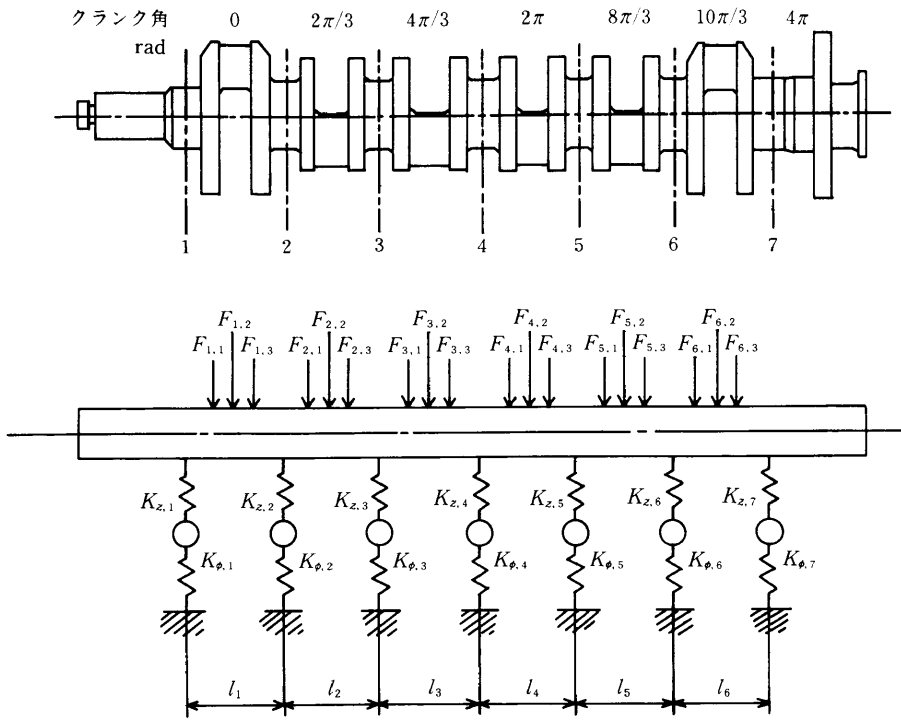 クランク角 0 2π/3 4π/3 2π 8π/3 10π/3 4π
rad
1 2 3 4 5 6 7
F1,2 F2,2 F3,2 F4,2 F5,2 F6,2
F1,1 F1,3 F2,1 F2,3 F3,1 F3,3 F4,1 F4,3 F5,1 F5,3 F6,1 F6,3
Kz,1 Kz,2 Kz,3 Kz,4 Kz,5 Kz,6 Kz,7
Kφ,1 Kφ,2 Kφ,3 Kφ,4 Kφ,5 Kφ,6 Kφ,7
l1 l2 l3 l4 l5 l6